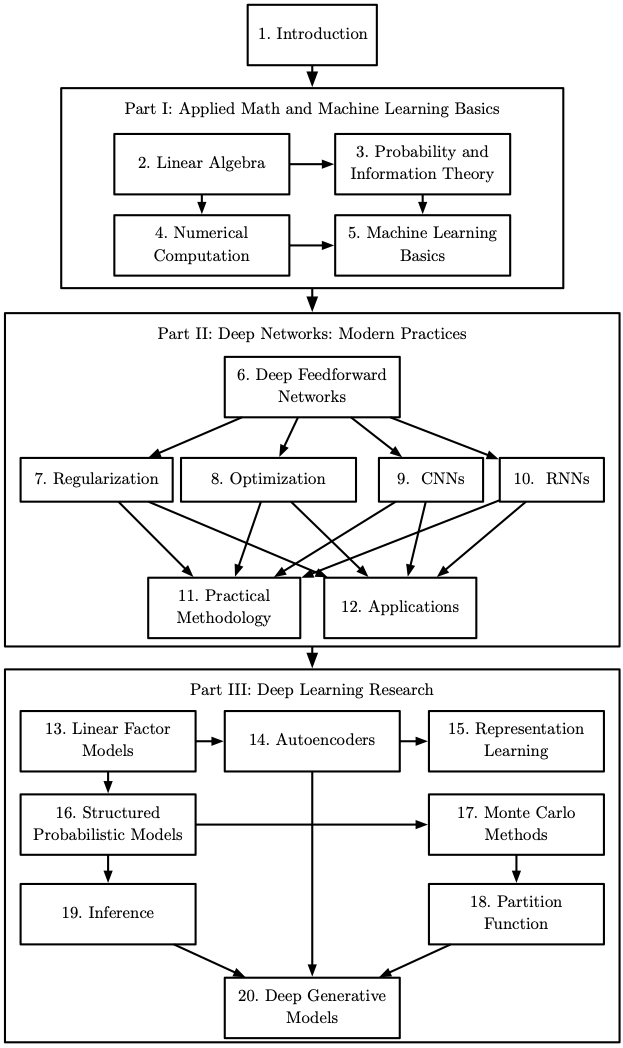 1. Introduction
Part I: Applied Math and Machine Learning Basics
2. Linear Algebra
3. Probability and
Information Theory
4. Numerical
Computation
5. Machine Learning
Basics
Part II: Deep Networks: Modern Practices
6. Deep Feedforward
Networks
7. Regularization
8. Optimization
9. CNNs
10. RNNs
11. Practical
Methodology
12. Applications
Part III: Deep Learning Research
13. Linear Factor
Models
14. Autoencoders
15. Representation
Learning
16. Structured
Probabilistic Models
17. Monte Carlo
Methods
19. Inference
18. Partition
Function
20. Deep Generative
Models